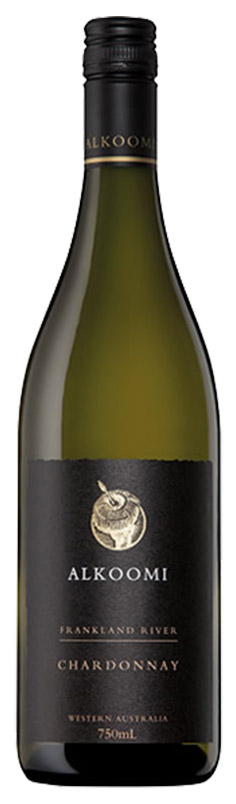 ALKOOMI
ALKOOMI
FRANKLAND RIVER
CHARDONNAY
WESTERN AUSTRALIA
750mL